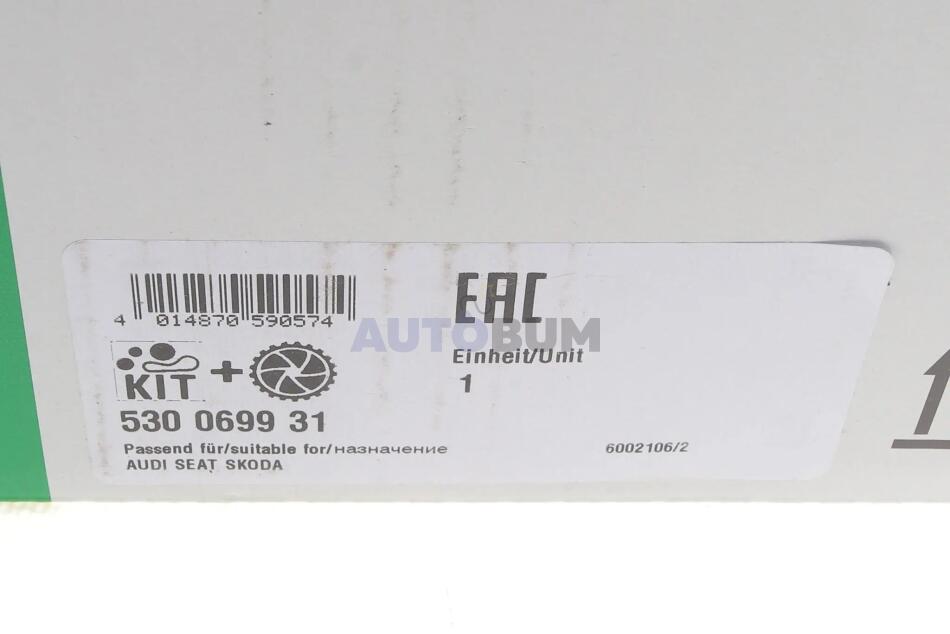 4 014870 590574
EAC
AUTOBUM
Einheit/Unit
1
KIT +
530 0699 31
Passend für/suitable for/назначение
AUDI SEAT SKODA
6002106/2